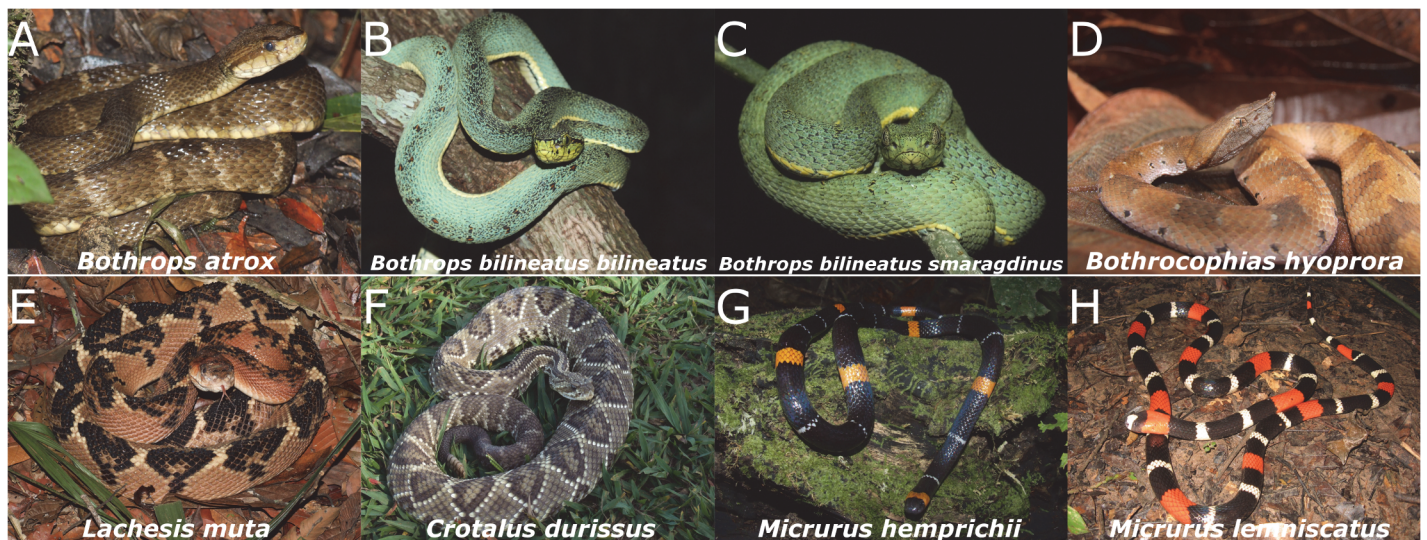 A
B
C
D
Bothrops atrox
Bothrops bilineatus bilineatus
Bothrops bilineatus smaragdinus
Bothrocophias hyoprora
E
F
G
H
Lachesis muta
Crotalus durissus
Micrurus hemprichii
Micrurus lemniscatus